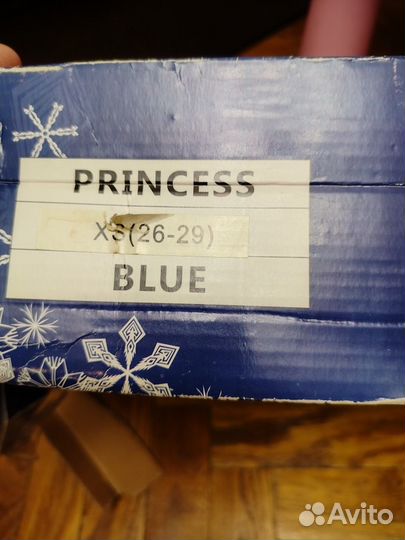 PRINCESS
XS(26-29)
BLUE
Avito